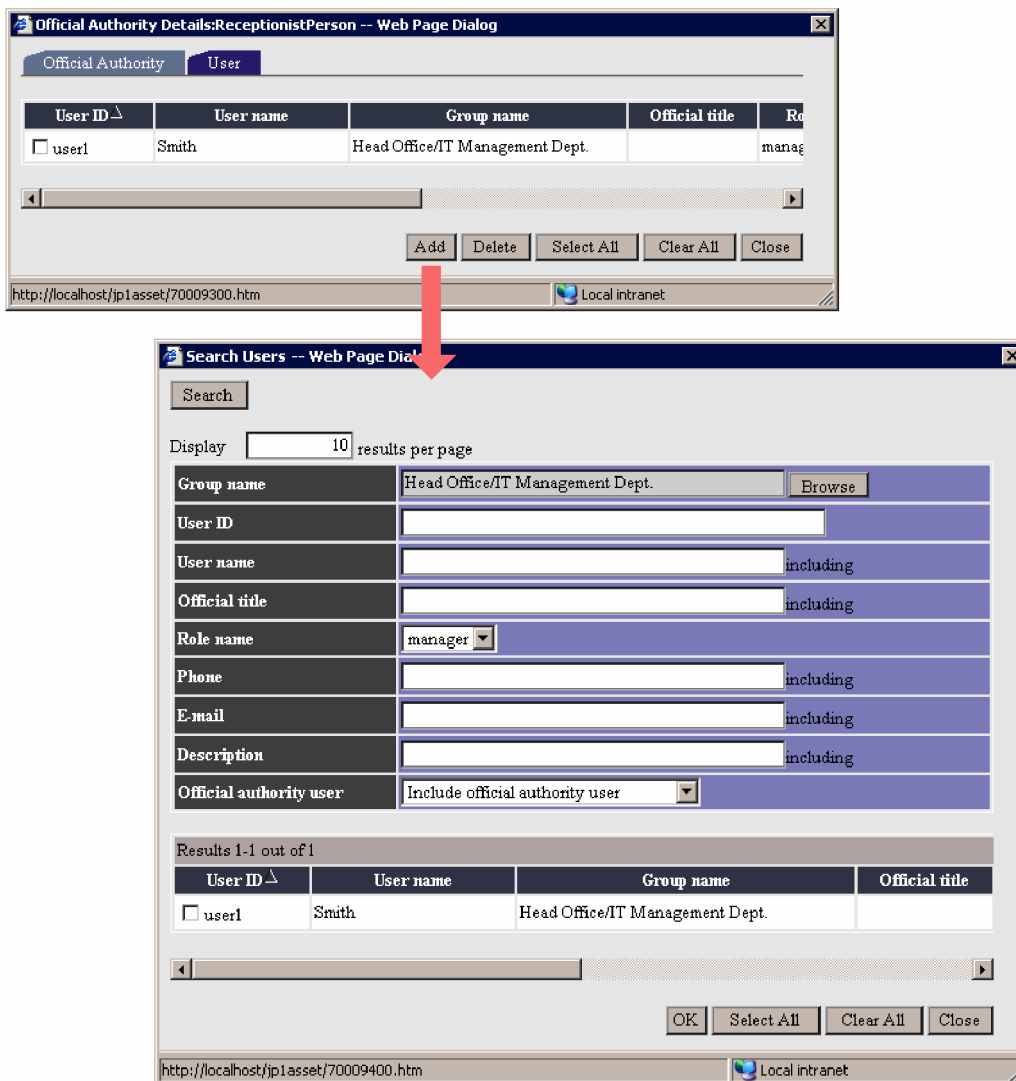 Official Authority Details:ReceptionistPerson -- Web Page Dialog
Official Authority User
User ID User name Group name Official title Ro
user1 Smith Head Office/IT Management Dept. manag
Add Delete Select All Clear All Close
http://localhost/jp1asset/70009300.htm Local intranet
Search Users -- Web Page Dial
Search
Display 10 results per page
Group name Head Office/IT Management Dept. Browse
User ID
User name including
Official title including
Role name manager
Phone including
E-mail including
Description including
Official authority user Include official authority user
Results 1-1 out of 1
User ID User name Group name Official title
user1 Smith Head Office/IT Management Dept.
OK Select All Clear All Close
http://localhost/jp1asset/70009400.htm Local intranet